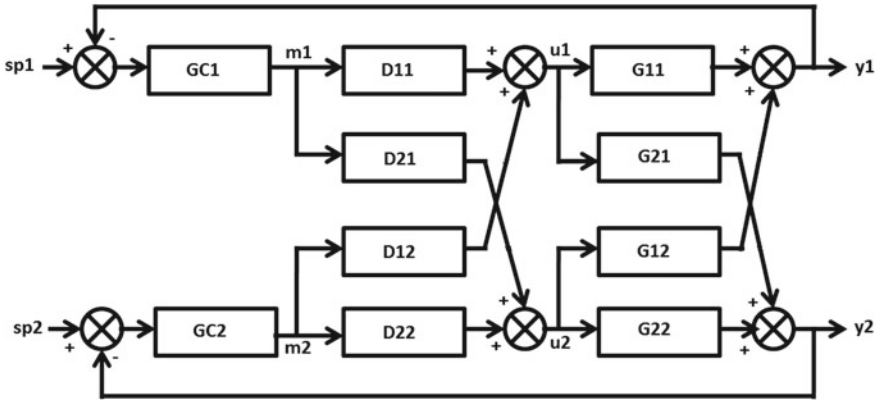 -
+
sp1
GC1
m1
D11
+
+
u1
G11
+
+
y1
D21
G21
D12
G12
sp2
+
-
GC2
m2
D22
+
+
u2
G22
+
+
y2